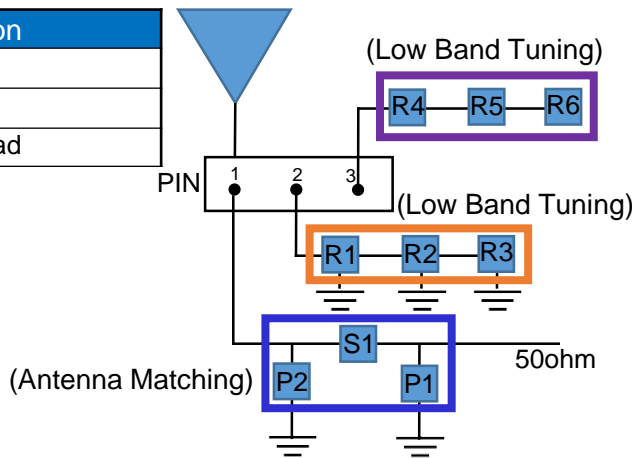 on
ad
(Low Band Tuning)
R4 R5 R6
PIN 1 2 3
(Low Band Tuning)
R1 R2 R3
S1
50ohm
(Antenna Matching) P2 P1